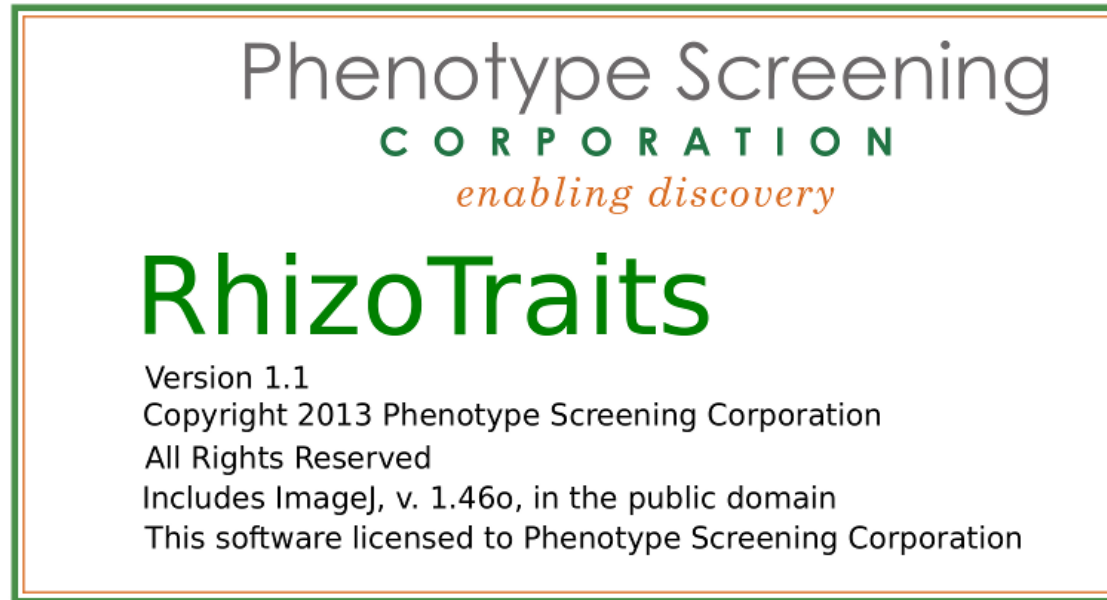 Phenotype Screening
CORPORATION
enabling discovery
RhizoTraits
Version 1.1
Copyright 2013 Phenotype Screening Corporation
All Rights Reserved
Includes ImageJ, v. 1.46o, in the public domain
This software licensed to Phenotype Screening Corporation